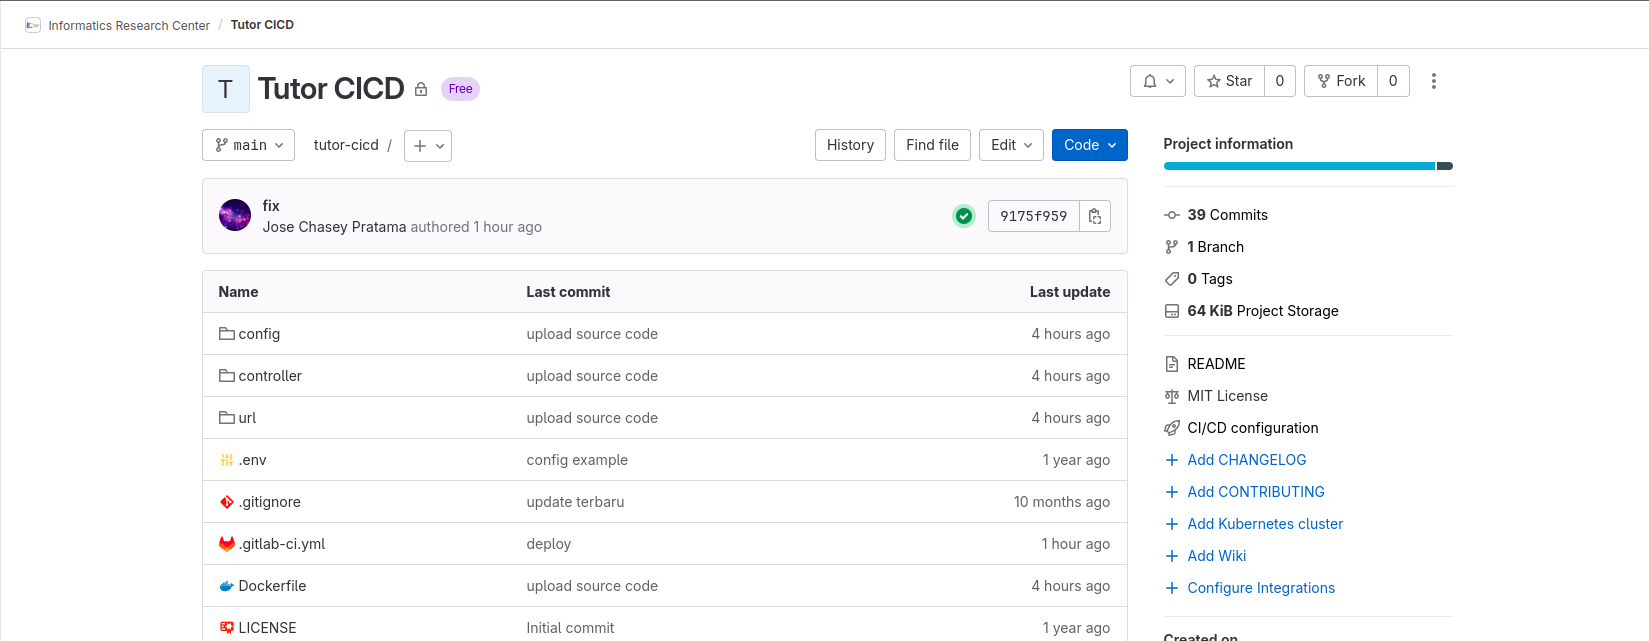 Informatics Research Center / Tutor CICD
T Tutor CICD Free
Star 0 Fork 0
main tutor-cicd / History Find file Edit Code
fix
Jose Chasey Pratama authored 1 hour ago
9175f959
Name Last commit Last update
config upload source code 4 hours ago
controller upload source code 4 hours ago
url upload source code 4 hours ago
.env config example 1 year ago
.gitignore update terbaru 10 months ago
.gitlab-ci.yml deploy 1 hour ago
Dockerfile upload source code 4 hours ago
LICENSE Initial commit 1 year ago
Project information
39 Commits
1 Branch
0 Tags
64 KiB Project Storage
README
MIT License
CI/CD configuration
Add CHANGELOG
Add CONTRIBUTING
Add Kubernetes cluster
Add Wiki
Configure Integrations
Created on